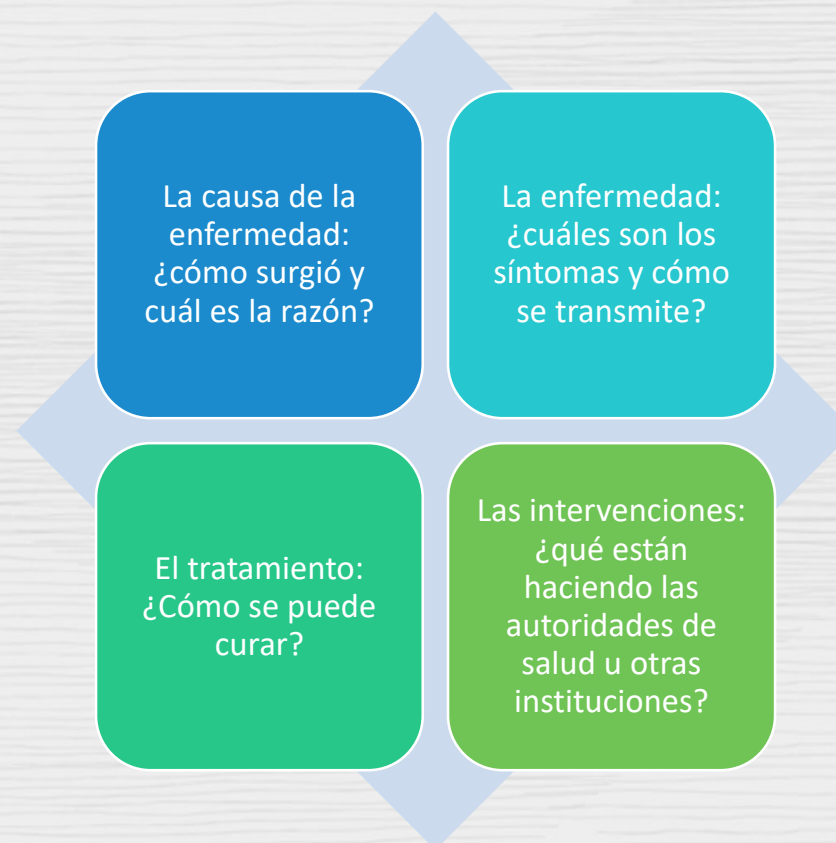 La causa de la
enfermedad:
¿cómo surgió y
cuál es la razón?
La enfermedad:
¿cuáles son los
síntomas y cómo
se transmite?
El tratamiento:
¿Cómo se puede
curar?
Las intervenciones:
¿qué están
haciendo las
autoridades de
salud u otras
instituciones?